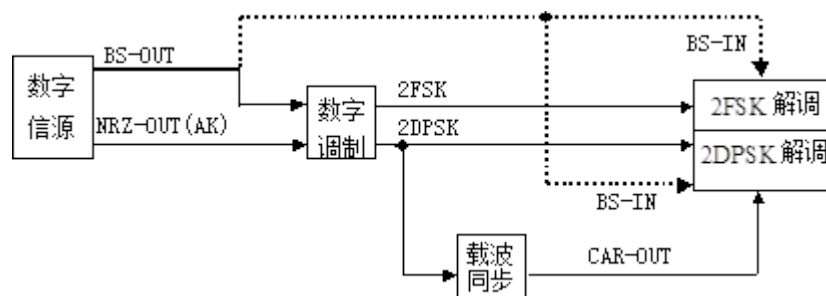 BS-OUT
BS-IN
数字
信源
数字
调制
2FSK
2FSK 解调
NRZ-OUT(AK)
2DPSK
2DPSK 解调
BS-IN
载波
同步
CAR-OUT